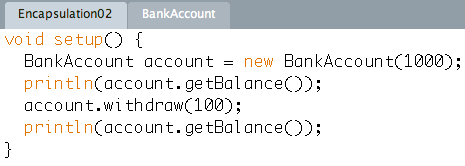 Encapsulation02 BankAccount
void setup() {
  BankAccount account = new BankAccount(1000);
  println(account.getBalance());
  account.withdraw(100);
  println(account.getBalance());
}